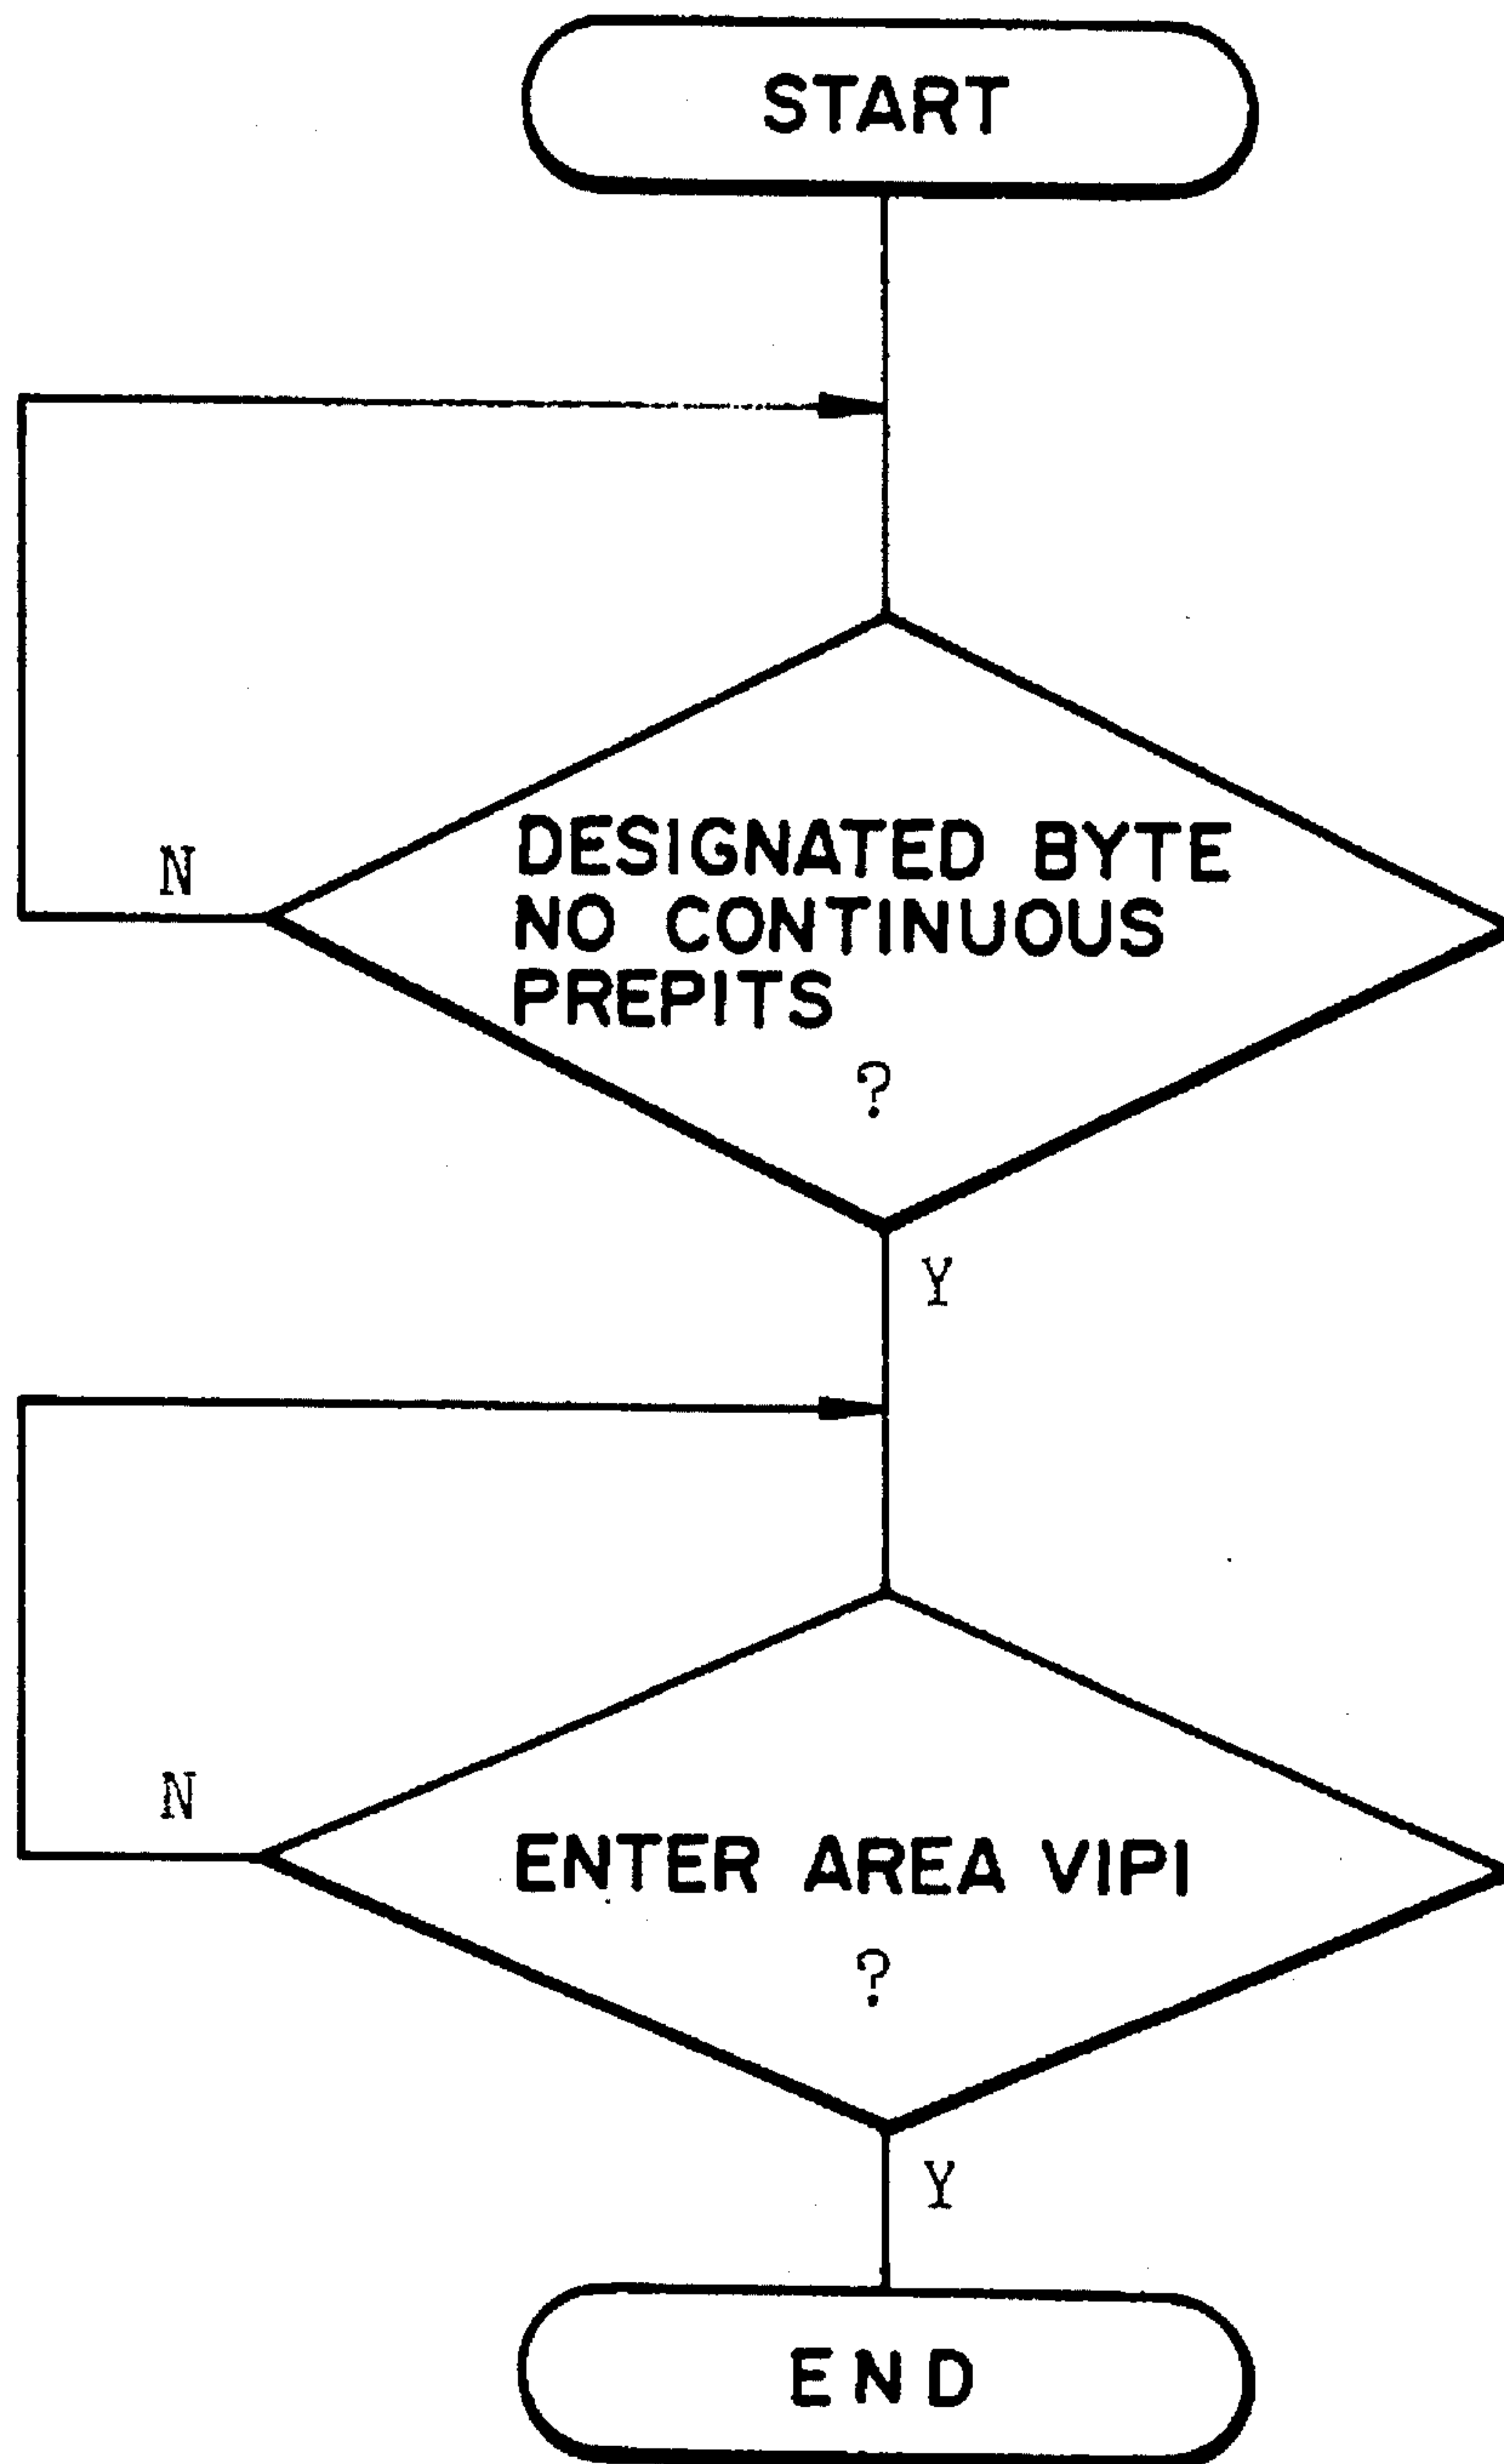 START
N
DESIGNATED BYTE
NO CONTINUOUS
PREPITS
?
Y
N
ENTER AREA VIPI
?
Y
END